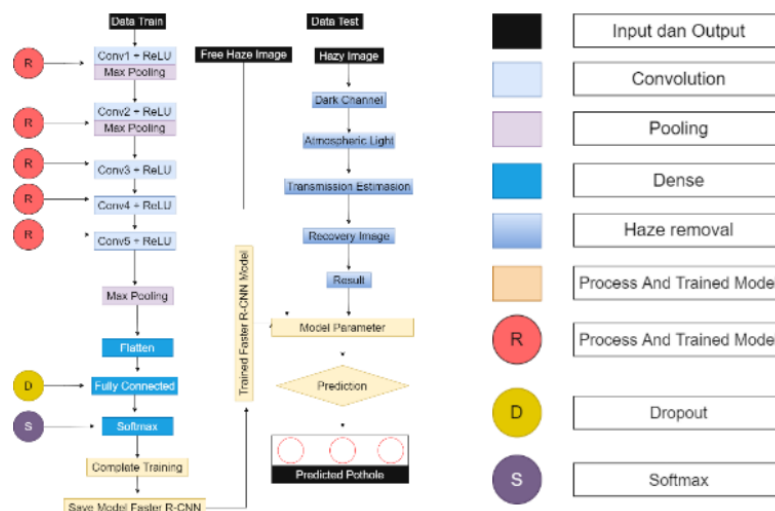 Data Train
R
Conv1 + ReLU
Max Pooling
R
Conv2 + ReLU
Max Pooling
R
Conv3 + ReLU
R
Conv4 + ReLU
R
Conv5 + ReLU
Max Pooling
Flatten
D
Fully Connected
S
Softmax
Complete Training
Save Model Faster R-CNN
Free Haze Image
Trained Faster R-CNN Model
Data Test
Hazy Image
Dark Channel
Atmospheric Light
Transmission Estimasion
Recovery Image
Result
Model Parameter
Prediction
Predicted Pothole
Input dan Output
Convolution
Pooling
Dense
Haze removal
Process And Trained Mode
R
Process And Trained Mode
D
Dropout
S
Softmax